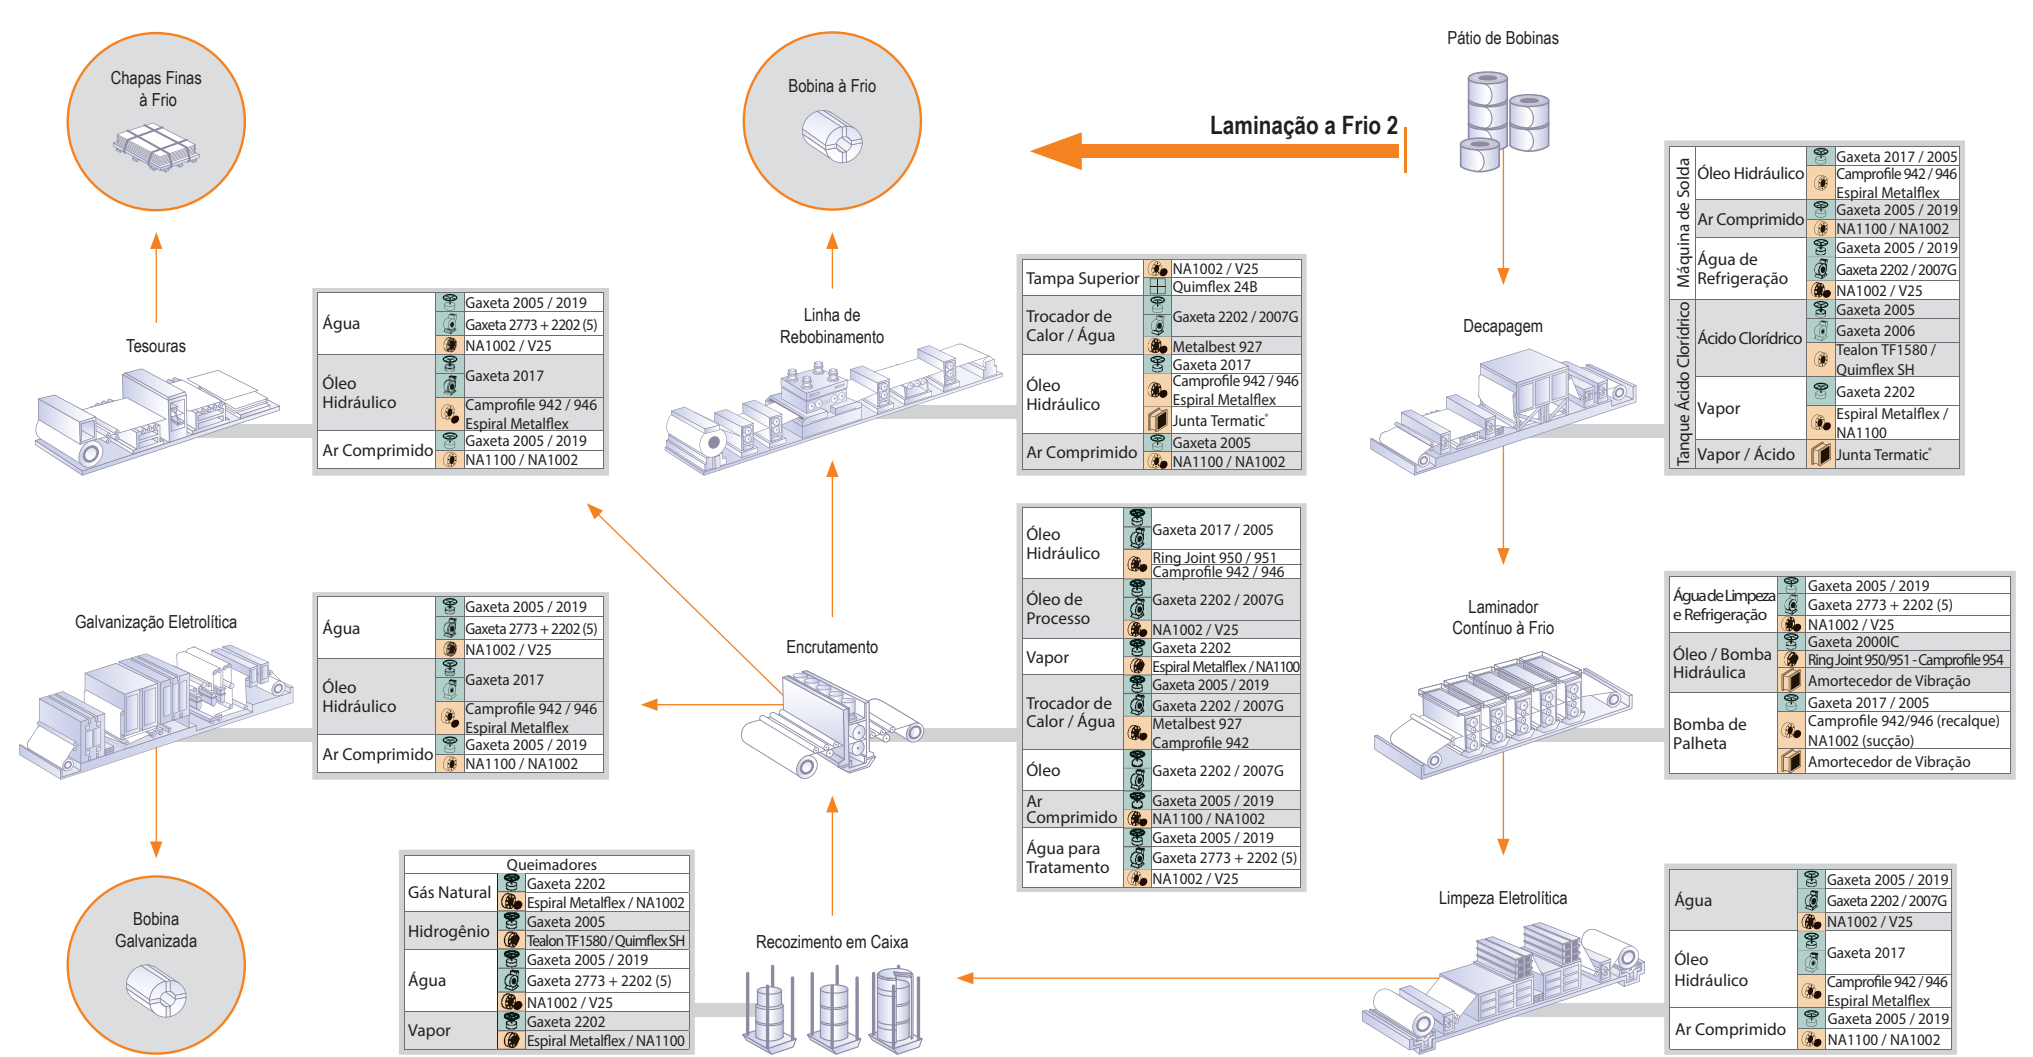 Chapas Finas
à Frio
Bobina à Frio
Laminação a Frio 2
Pátio de Bobinas
Máquina de Solda
Óleo Hidráulico
Gaxeta 2017 / 2005
Camprofile 942 / 946
Espiral Metalflex
Ar Comprimido
Gaxeta 2005 / 2019
NA1100 / NA1002
Água de
Refrigeração
Gaxeta 2005 / 2019
Gaxeta 2202 / 2007G
NA1002 / V25
Tanque Ácido Clorídrico
Ácido Clorídrico
Gaxeta 2005
Gaxeta 2006
Tealon TF1580 /
Quimflex SH
Vapor
Gaxeta 2202
Espiral Metalflex /
NA1100
Vapor / Ácido
Junta Termatic®
Decapagem
Linha de
Rebobinamento
Tampa Superior
NA1002 / V25
Quimflex 24B
Trocador de
Calor / Água
Gaxeta 2202 / 2007G
Metalbest 927
Óleo
Hidráulico
Gaxeta 2017
Camprofile 942 / 946
Espiral Metalflex
Junta Termatic®
Ar Comprimido
Gaxeta 2005
NA1100 / NA1002
Tesouras
Água
Gaxeta 2005 / 2019
Gaxeta 2773 + 2202 (5)
NA1002 / V25
Óleo
Hidráulico
Gaxeta 2017
Camprofile 942 / 946
Espiral Metalflex
Ar Comprimido
Gaxeta 2005 / 2019
NA1100 / NA1002
Galvanização Eletrolítica
Água
Gaxeta 2005 / 2019
Gaxeta 2773 + 2202 (5)
NA1002 / V25
Óleo
Hidráulico
Gaxeta 2017
Camprofile 942 / 946
Espiral Metalflex
Ar Comprimido
Gaxeta 2005 / 2019
NA1100 / NA1002
Encrutamento
Óleo
Hidráulico
Gaxeta 2017 / 2005
Ring Joint 950 / 951
Camprofile 942 / 946
Óleo de
Processo
Gaxeta 2202 / 2007G
NA1002 / V25
Vapor
Gaxeta 2202
Espiral Metalflex / NA1100
Trocador de
Calor / Água
Gaxeta 2005 / 2019
Gaxeta 2202 / 2007G
Metalbest 927
Camprofile 942
Óleo
Gaxeta 2202 / 2007G
Ar
Comprimido
Gaxeta 2005 / 2019
NA1100 / NA1002
Água para
Tratamento
Gaxeta 2005 / 2019
Gaxeta 2773 + 2202 (5)
NA1002 / V25
Laminador
Contínuo à Frio
Água de Limpeza
e Refrigeração
Gaxeta 2005 / 2019
Gaxeta 2773 + 2202 (5)
NA1002 / V25
Óleo / Bomba
Hidráulica
Gaxeta 2000IC
Ring Joint 950/951 - Camprofile 954
Amortecedor de Vibração
Bomba de
Palheta
Gaxeta 2017 / 2005
Camprofile 942/946 (recalque)
NA1002 (sucção)
Amortecedor de Vibração
Bobina
Galvanizada
Queimadores
Gás Natural
Gaxeta 2202
Espiral Metalflex / NA1002
Hidrogênio
Gaxeta 2005
Tealon TF1580 / Quimflex SH
Água
Gaxeta 2005 / 2019
Gaxeta 2773 + 2202 (5)
NA1002 / V25
Vapor
Gaxeta 2202
Espiral Metalflex / NA1100
Recozimento em Caixa
Limpeza Eletrolítica
Água
Gaxeta 2005 / 2019
Gaxeta 2202 / 2007G
NA1002 / V25
Óleo
Hidráulico
Gaxeta 2017
Camprofile 942 / 946
Espiral Metalflex
Ar Comprimido
Gaxeta 2005 / 2019
NA1100 / NA1002